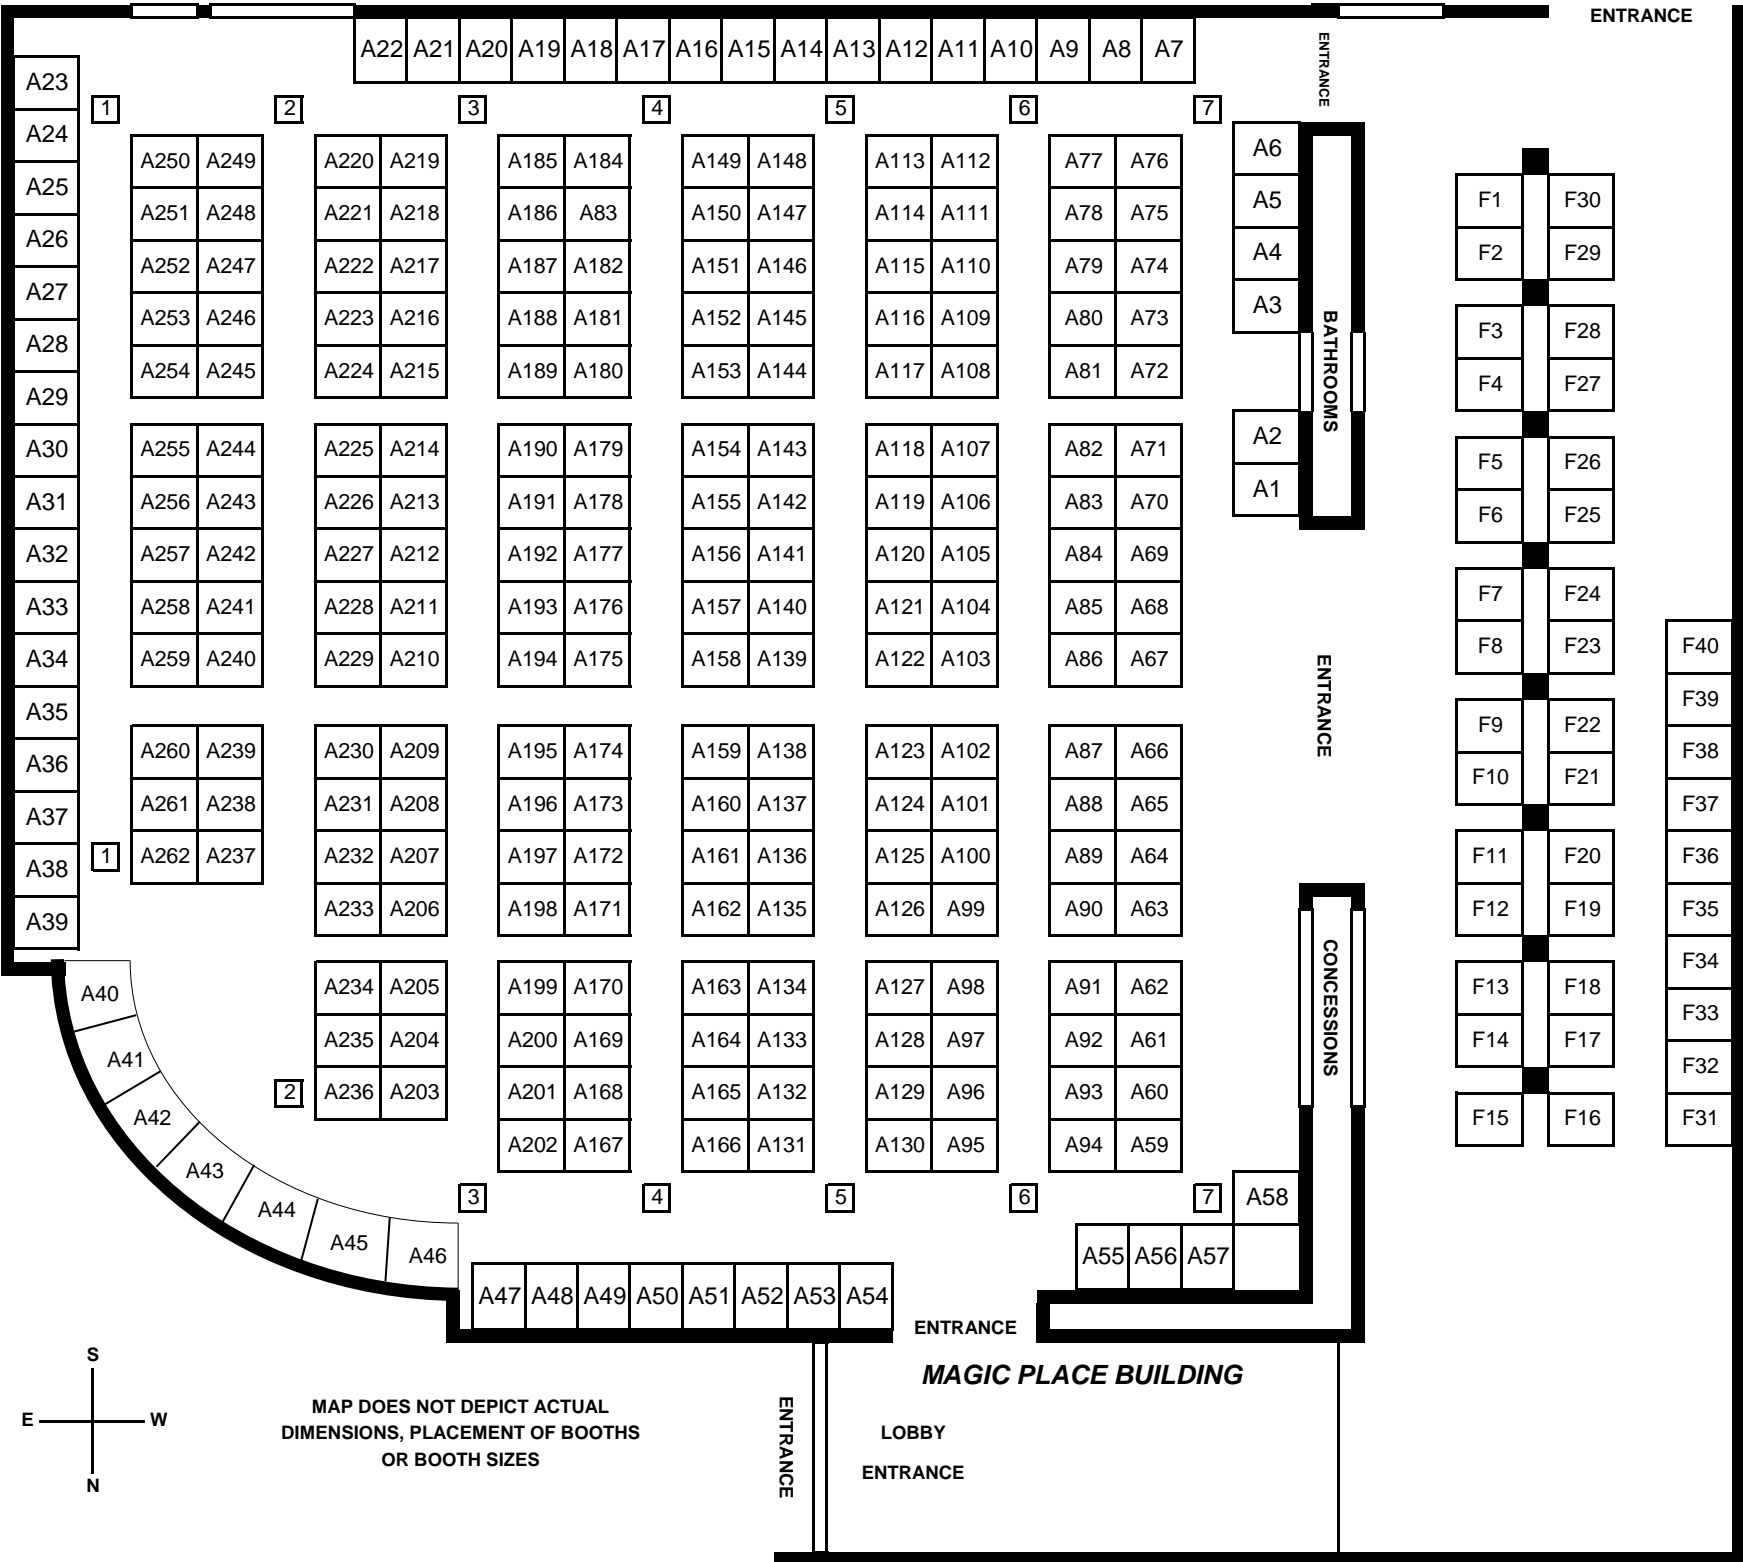 ENTRANCE
A22 A21 A20 A19 A18 A17 A16 A15 A14 A13 A12 A11 A10 A9 A8 A7
ENTRANCE
A23
1 2 3 4 5 6 7
A24
A6
A250 A249 A220 A219 A185 A184 A149 A148 A113 A112 A77 A76
A25
A5 F1 F30
A251 A248 A221 A218 A186 A83 A150 A147 A114 A111 A78 A75
A26
A4 F2 F29
A252 A247 A222 A217 A187 A182 A151 A146 A115 A110 A79 A74
A27
A3
A253 A246 A223 A216 A188 A181 A152 A145 A116 A109 A80 A73
F3 F28
A28
BATHROOMS
A254 A245 A224 A215 A189 A180 A153 A144 A117 A108 A81 A72
F4 F27
A29
A2
A30 A255 A244 A225 A214 A190 A179 A154 A143 A118 A107 A82 A71
F5 F26
A1
A31 A256 A243 A226 A213 A191 A178 A155 A142 A119 A106 A83 A70
F6 F25
A32 A257 A242 A227 A212 A192 A177 A156 A141 A120 A105 A84 A69
F7 F24
A33 A258 A241 A228 A211 A193 A176 A157 A140 A121 A104 A85 A68
F8 F23 F40
A34 A259 A240 A229 A210 A194 A175 A158 A139 A122 A103 A86 A67
ENTRANCE
F39
A35
F9 F22
A36 A260 A239 A230 A209 A195 A174 A159 A138 A123 A102 A87 A66
F38
F10 F21
A37 A261 A238 A231 A208 A196 A173 A160 A137 A124 A101 A88 A65
F37
A38 1 A262 A237 A232 A207 A197 A172 A161 A136 A125 A100 A89 A64
F11 F20 F36
A39 A233 A206 A198 A171 A162 A135 A126 A99 A90 A63
F12 F19 F35
CONCESSIONS
F34
A40 A234 A205 A199 A170 A163 A134 A127 A98 A91 A62
F13 F18
F33
A41 A235 A204 A200 A169 A164 A133 A128 A97 A92 A61
F14 F17
F32
2 A236 A203 A201 A168 A165 A132 A129 A96 A93 A60
A42
F15 F16 F31
A202 A167 A166 A131 A130 A95 A94 A59
A43
3 4 5 6 7 A58
A44
A45
A46
A55 A56 A57
A47 A48 A49 A50 A51 A52 A53 A54
ENTRANCE
MAGIC PLACE BUILDING
S
E W
N
MAP DOES NOT DEPICT ACTUAL
DIMENSIONS, PLACEMENT OF BOOTHS
OR BOOTH SIZES
ENTRANCE
LOBBY
ENTRANCE